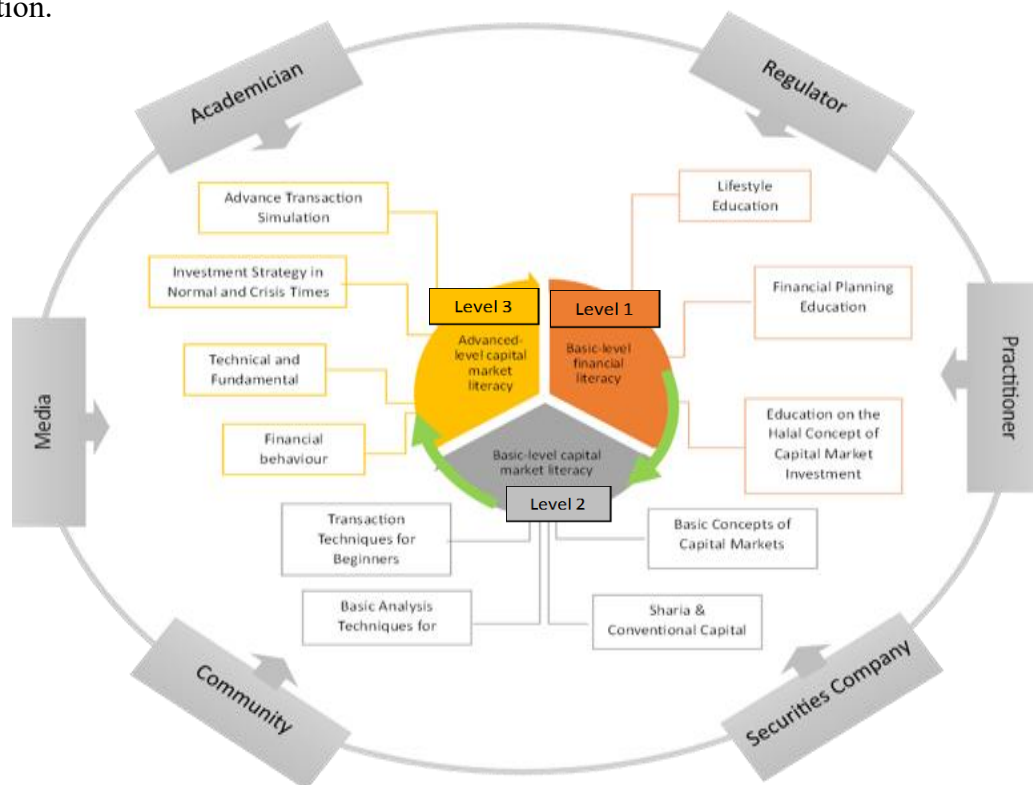 tion.
Academician
Regulator
Advance Transaction
Simulation
Lifestyle
Education
Investment Strategy in
Normal and Crisis Times
Financial Planning
Education
Level 3
Level 1
Advanced-
level capital
market
literacy
Basic-level
financial
literacy
Technical and
Fundamental
Practitioner
Media
Education on the
Halal Concept of
Capital Market
Investment
Financial
behaviour
Basic-level capital
market literacy
Level 2
Transaction
Techniques for
Beginners
Basic Concepts of
Capital Markets
Basic Analysis
Techniques for
Sharia &
Conventional Capital
Community
Securities Company